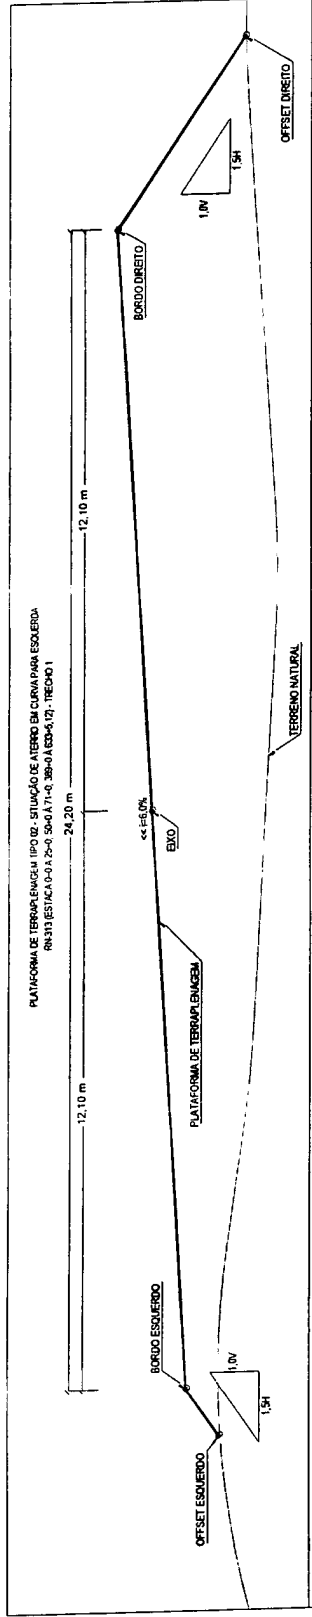 PLATAFORMA DE TERRAPLENAGEM TIPO 02 - SITUAÇÃO DE ATERRO EM CURVA PARA ESQUERDA
RN-313 (ESTACA 0+0 A 25+0, 50+0 À 71+0, 389+0 À 633+5,12) - TRECHO 1
24,20 m
12,10 m
12,10 m
BORDO ESQUERDO
<< i=6,0%
EIXO
BORDO DIREITO
OFFSET ESQUERDO
1,0V
1,5H
PLATAFORMA DE TERRAPLENAGEM
TERRENO NATURAL
1,0V
1,5H
OFFSET DIREITO